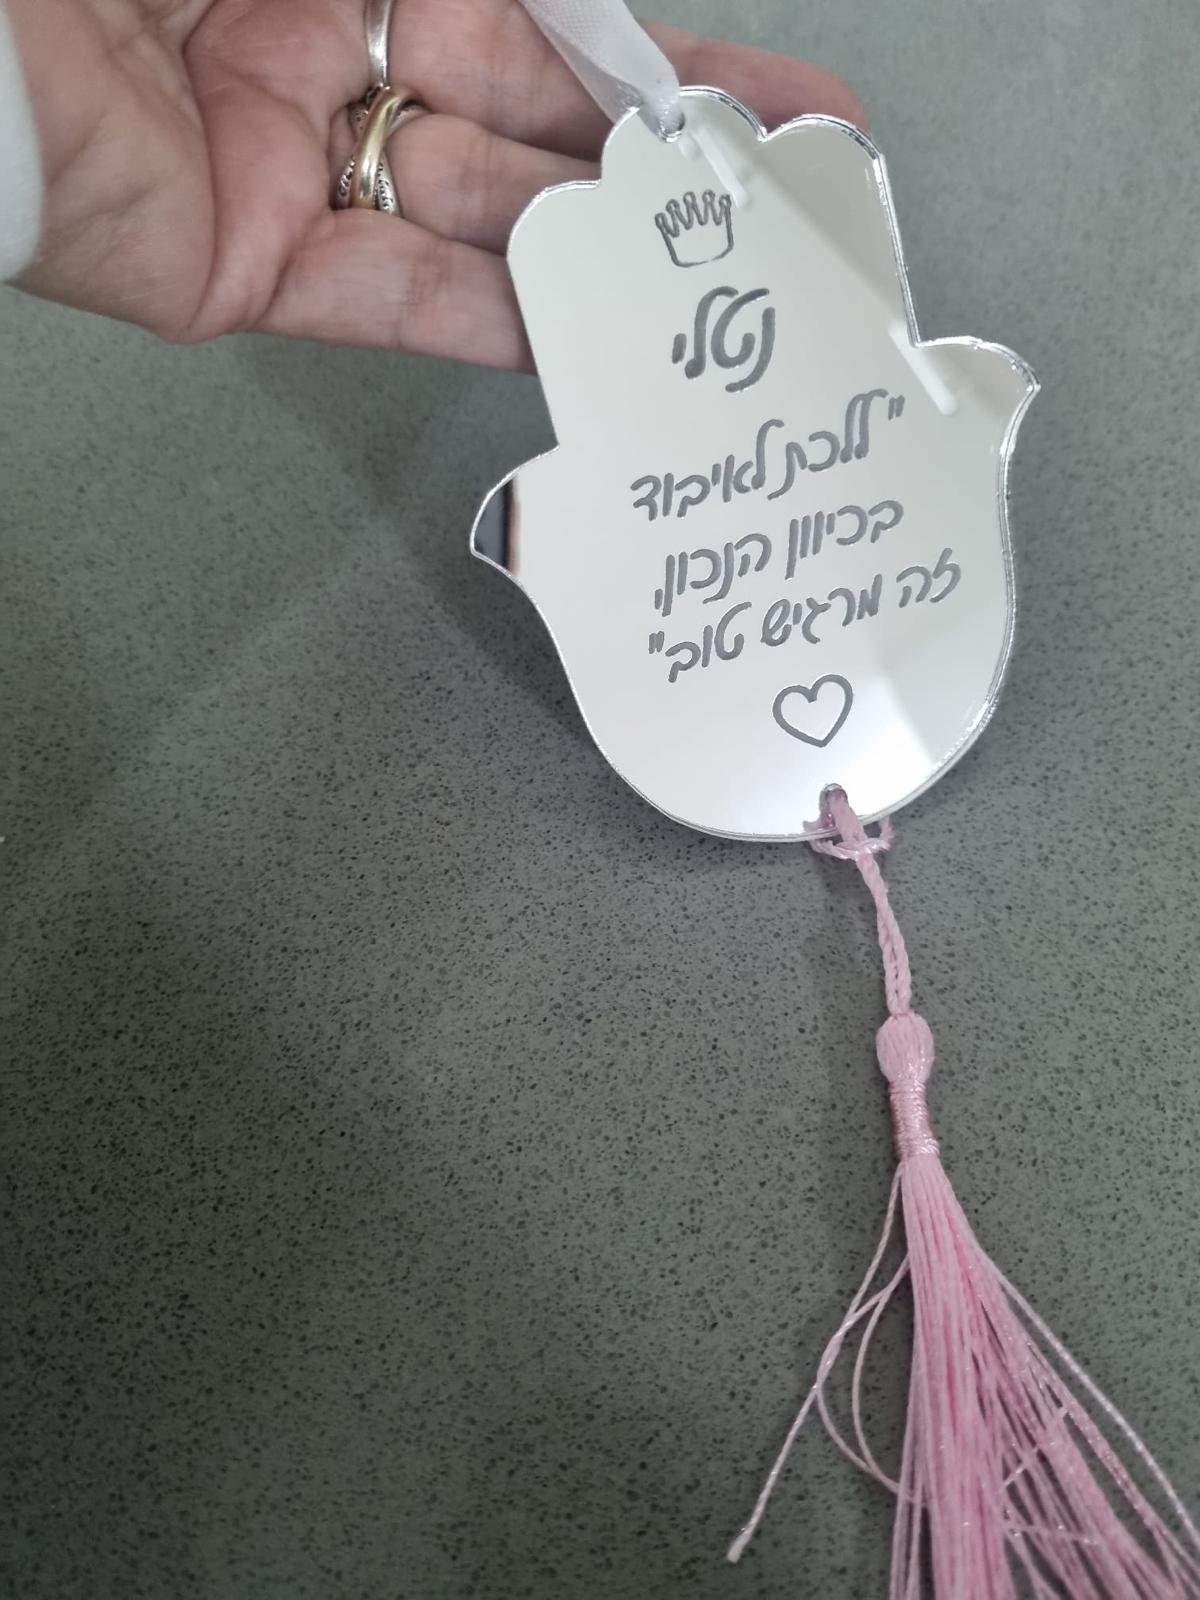 נטלי
"ללכת לאיבוד
בכיוון הנכון,
זה מרגיש טוב"